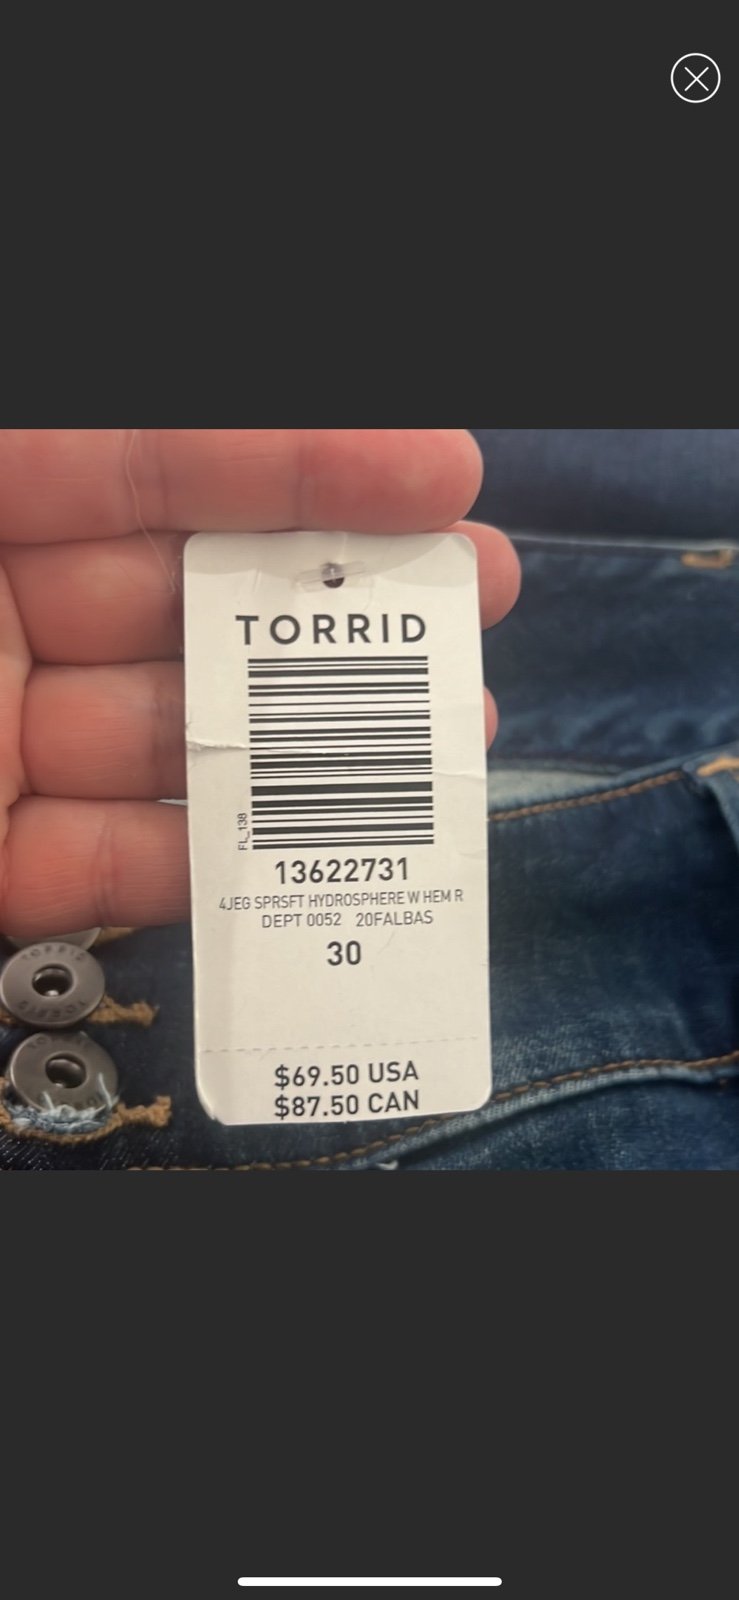 TORRID
FL_138
13622731
4JEG SPRSFT HYDROSPHERE W HEM R
DEPT 0052 20FALBAS
30
$69.50 USA
$87.50 CAN
TORRID
TORRID